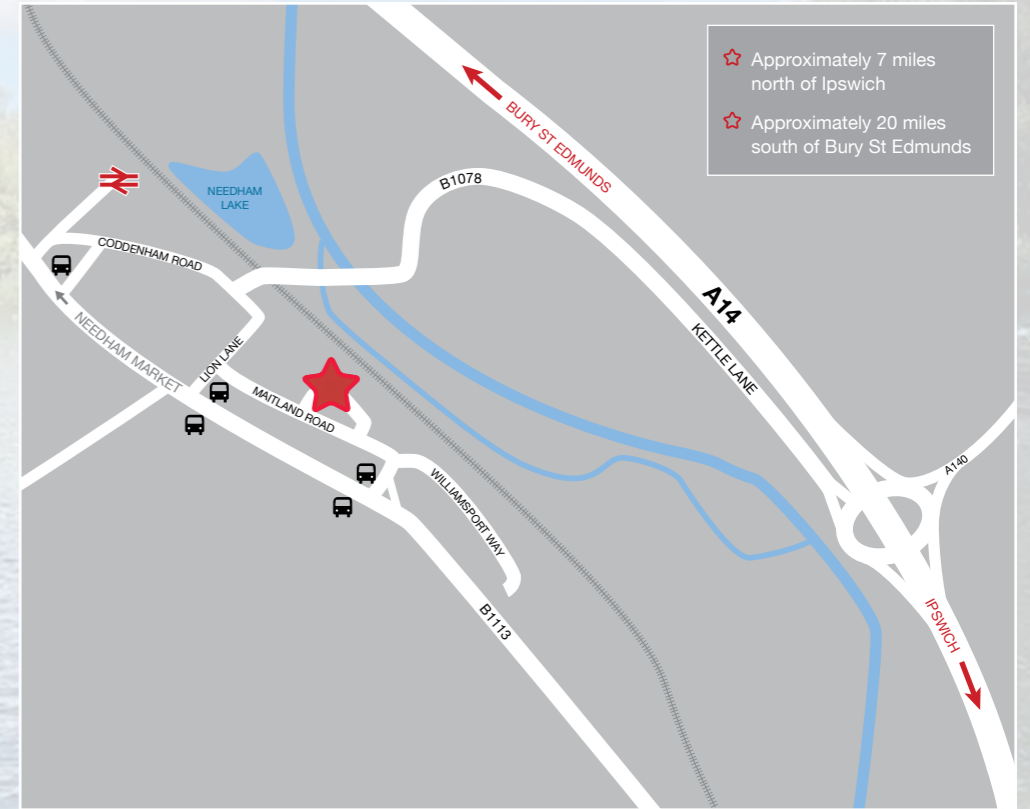 Approximately 7 miles
north of Ipswich
Approximately 20 miles
south of Bury St Edmunds
BURY ST EDMUNDS
B1078
NEEDHAM
LAKE
CODDENHAM ROAD
A14
KETTLE LANE
NEEDHAM MARKET
LION LANE
MAITLAND ROAD
WILLIAMSPORT WAY
A140
B1113
IPSWICH